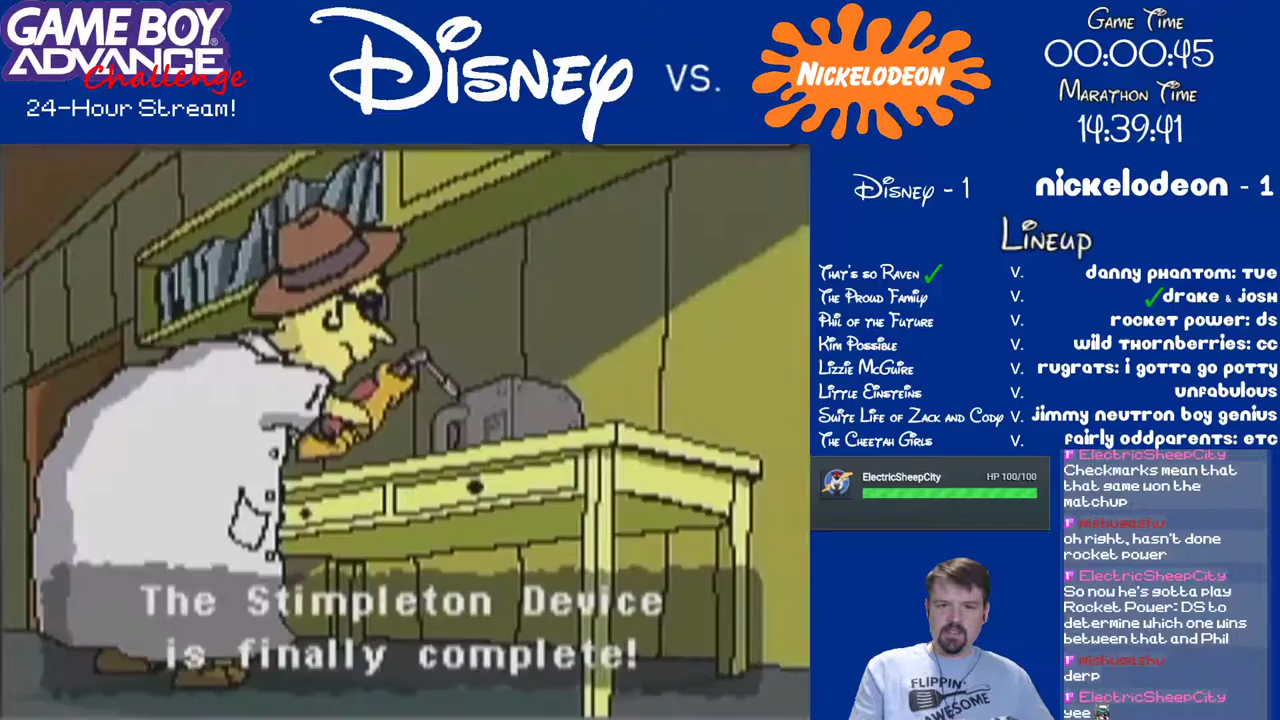 GAME BOY
ADVANCE
Challenge
24-Hour Stream!
Disney
VS.
Nickelodeon
Game Time
00:00:45
Marathon Time
14:39:41
Disney - 1
nickelodeon - 1
Lineup
That's so Raven ✓ V. danny phantom: tue
The Proud Family V. ✓drake & josh
Phil of the Future V. rocket power: ds
Kim Possible V. wild thornberries: cc
Lizzie McGuire V. rugrats: i gotta go potty
Little Einsteins V. unfabulous
Suite Life of Zack and Cody V. jimmy neutron boy genius
The Cheetah Girls V. fairly oddparents: etc
ElectricSheepCity HP 100/100
ElectricSheepCity
Checkmarks mean that
that game won the
matchup
mishugashu
oh right, hasn't done
rocket power
ElectricSheepCity
So now he's gotta play
Rocket Power: DS to
determine which one wins
between that and Phil
mishugashu
derp
ElectricSheepCity
yee
The Stimpleton Device
is finally complete!
FLIPPIN'
AWESOME